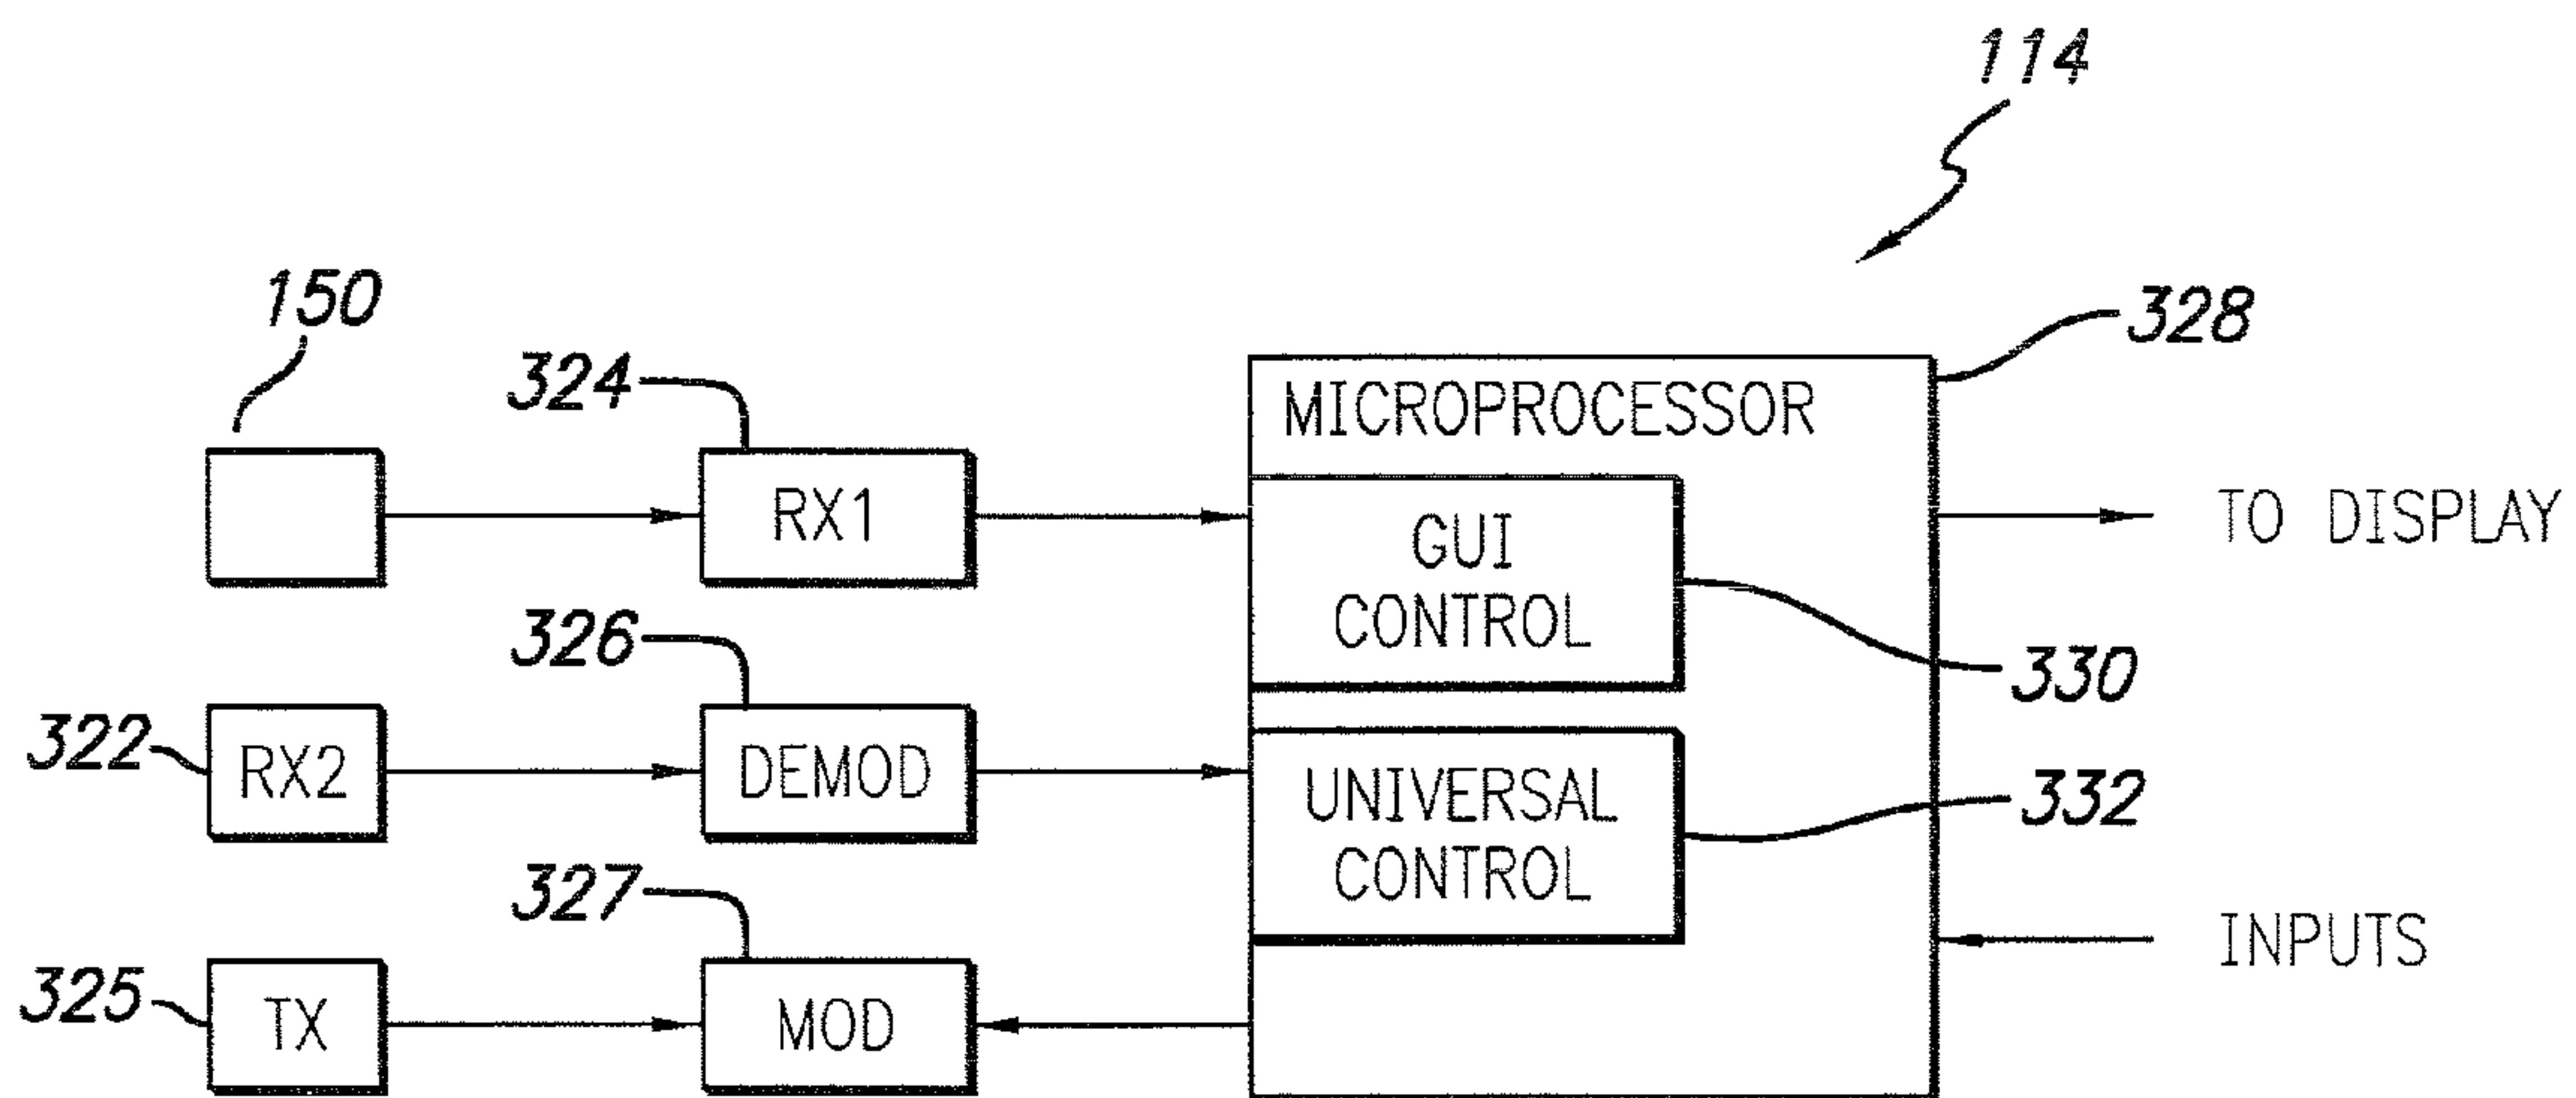 114
150
328
324
MICROPROCESSOR
RX1
GUI
CONTROL
TO DISPLAY
326
330
322
RX2
DEMOD
UNIVERSAL
CONTROL
332
327
INPUTS
325
TX
MOD